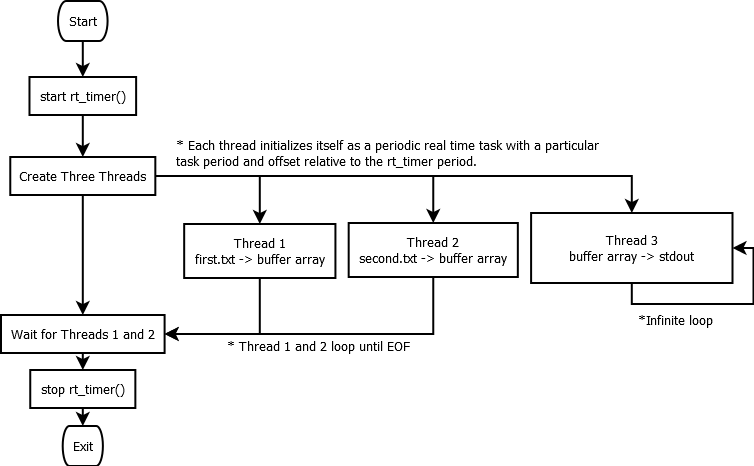 Start
start rt_timer()
* Each thread initializes itself as a periodic real time task with a particular
task period and offset relative to the rt_timer period.
Create Three Threads
Thread 1
first.txt -> buffer array
Thread 2
second.txt -> buffer array
Thread 3
buffer array -> stdout
*Infinite loop
Wait for Threads 1 and 2
* Thread 1 and 2 loop until EOF
stop rt_timer()
Exit